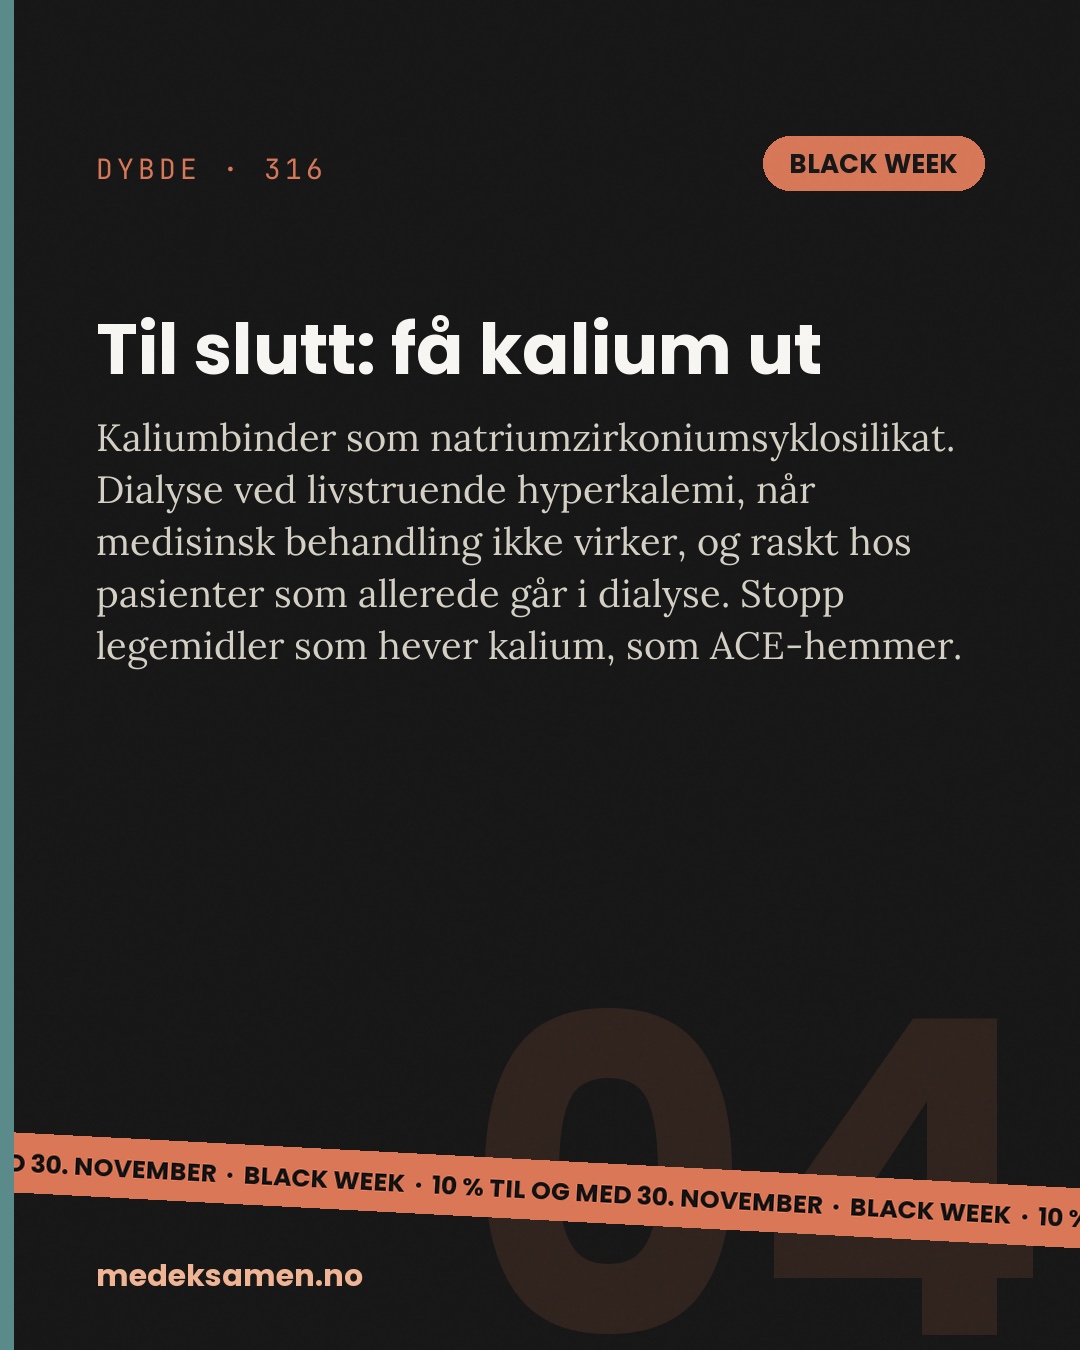 DYBDE · 316
BLACK WEEK
Til slutt: få kalium ut
Kaliumbinder som natriumzirkoniumsyklosilikat.
Dialyse ved livstruende hyperkalemi, når
medisinsk behandling ikke virker, og raskt hos
pasienter som allerede går i dialyse. Stopp
legemidler som hever kalium, som ACE-hemmer.
04
D 30. NOVEMBER · BLACK WEEK · 10 % TIL OG MED 30. NOVEMBER · BLACK WEEK · 10 %
medeksamen.no